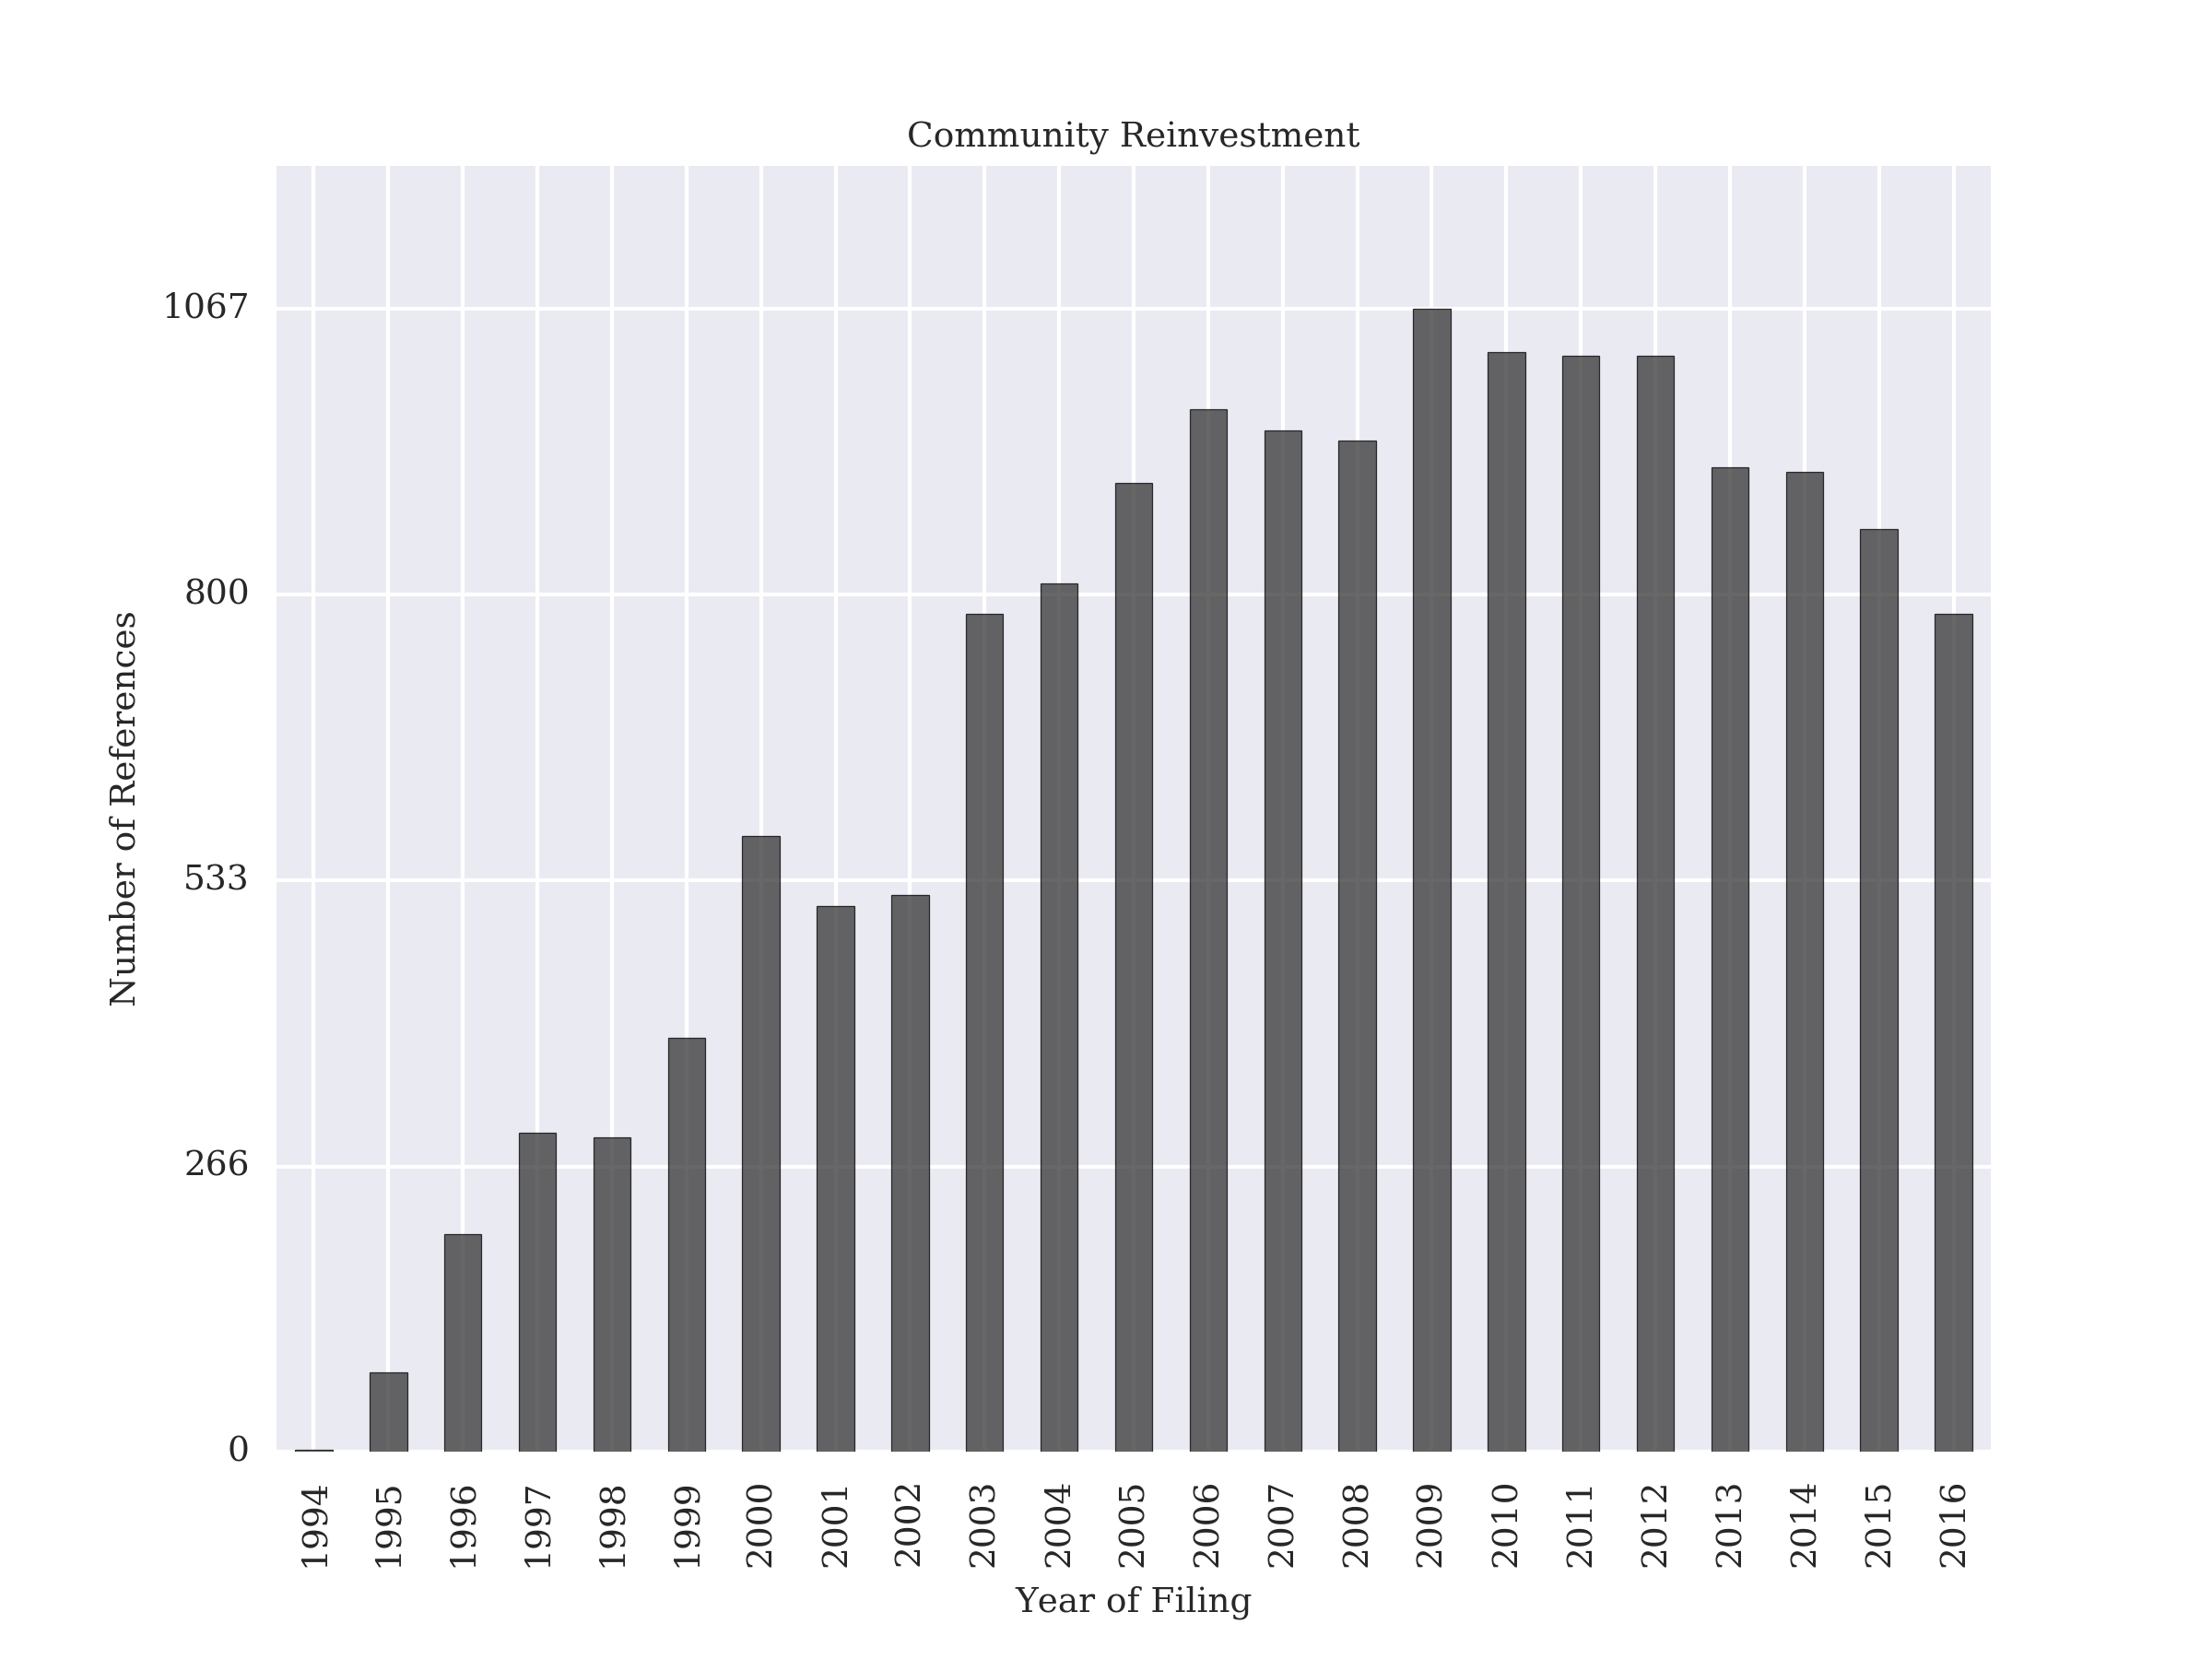 Community Reinvestment
1067
800
533
266
0
Number of References
1994 1995 1996 1997 1998 1999 2000 2001 2002 2003 2004 2005 2006 2007 2008 2009 2010 2011 2012 2013 2014 2015 2016
Year of Filing